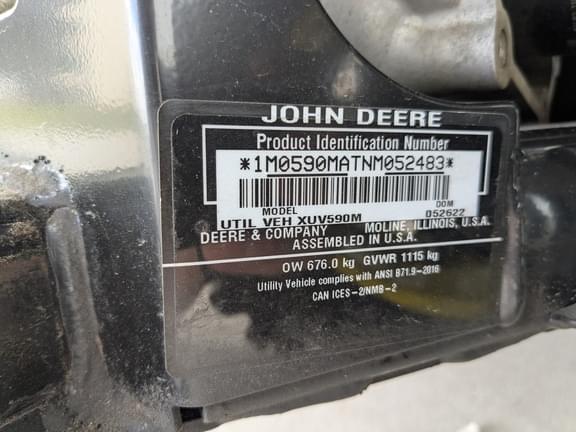 JOHN DEERE
Product Identification Number
*1M0590MATNM052483*
MODEL DOM
UTIL VEH XUV590M 052622
DEERE & COMPANY MOLINE, ILLINOIS, U.S.A.
ASSEMBLED IN U.S.A.
OW 676.0 kg GVWR 1115 kg
Utility Vehicle complies with ANSI B71.9-2016
CAN ICES-2/NMB-2